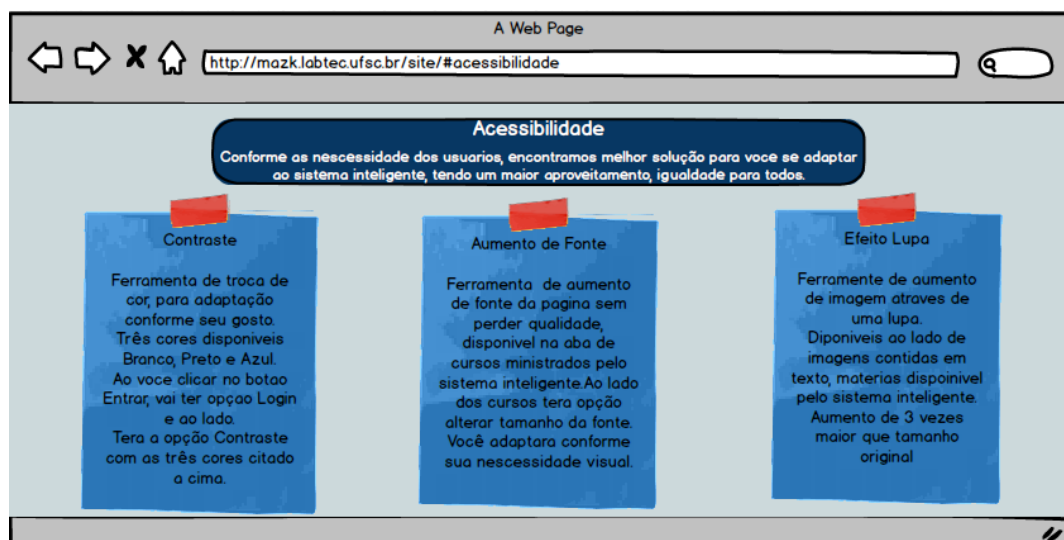 A Web Page
http://mazk.labtec.ufsc.br/site/#acessibilidade
Acessibilidade
Conforme as nescessidade dos usuarios, encontramos melhor solução para voce se adaptar
ao sistema inteligente, tendo um maior aproveitamento, igualdade para todos.
Contraste
Ferramenta de troca de
cor, para adaptação
conforme seu gosto.
Três cores disponiveis
Branco, Preto e Azul.
Ao voce clicar no botao
Entrar, vai ter opçao Login
e ao lado.
Tera a opção Contraste
com as três cores citado
a cima.
Aumento de Fonte
Ferramenta de aumento
de fonte da pagina sem
perder qualidade,
disponivel na aba de
cursos ministrados pelo
sistema inteligente.Ao lado
dos cursos tera opção
alterar tamanho da fonte.
Você adaptara conforme
sua nescessidade visual.
Efeito Lupa
Ferramente de aumento
de imagem atraves de
uma lupa.
Diponiveis ao lado de
imagens contidas em
texto, materias dispoinivel
pelo sistema inteligente.
Aumento de 3 vezes
maior que tamanho
original